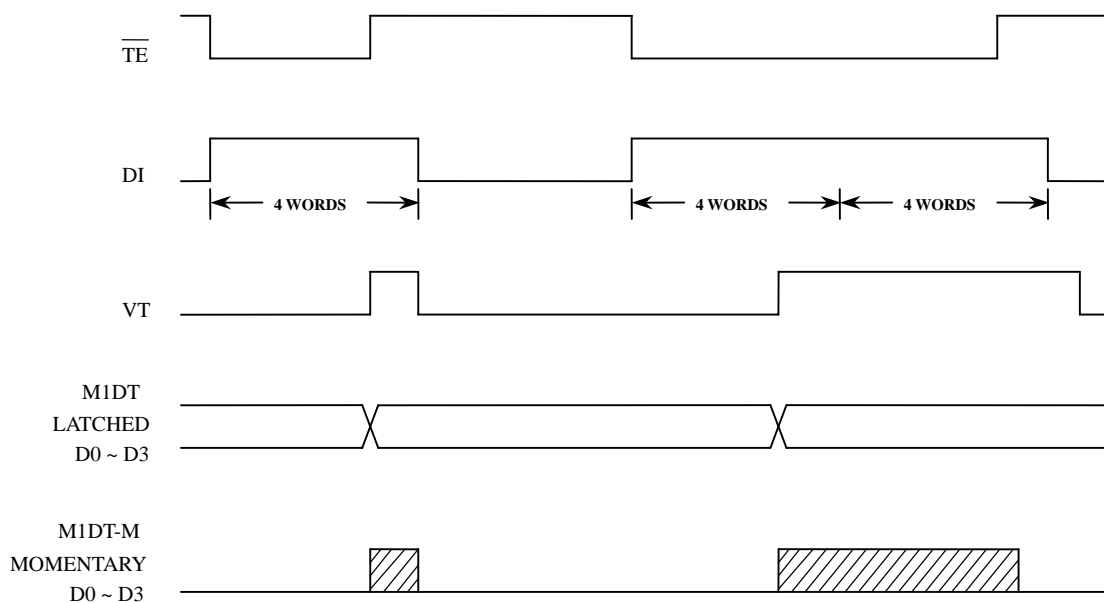 TE
DI
4 WORDS 4 WORDS 4 WORDS
VT
M1DT
LATCHED
D0 ~ D3
M1DT-M
MOMENTARY
D0 ~ D3